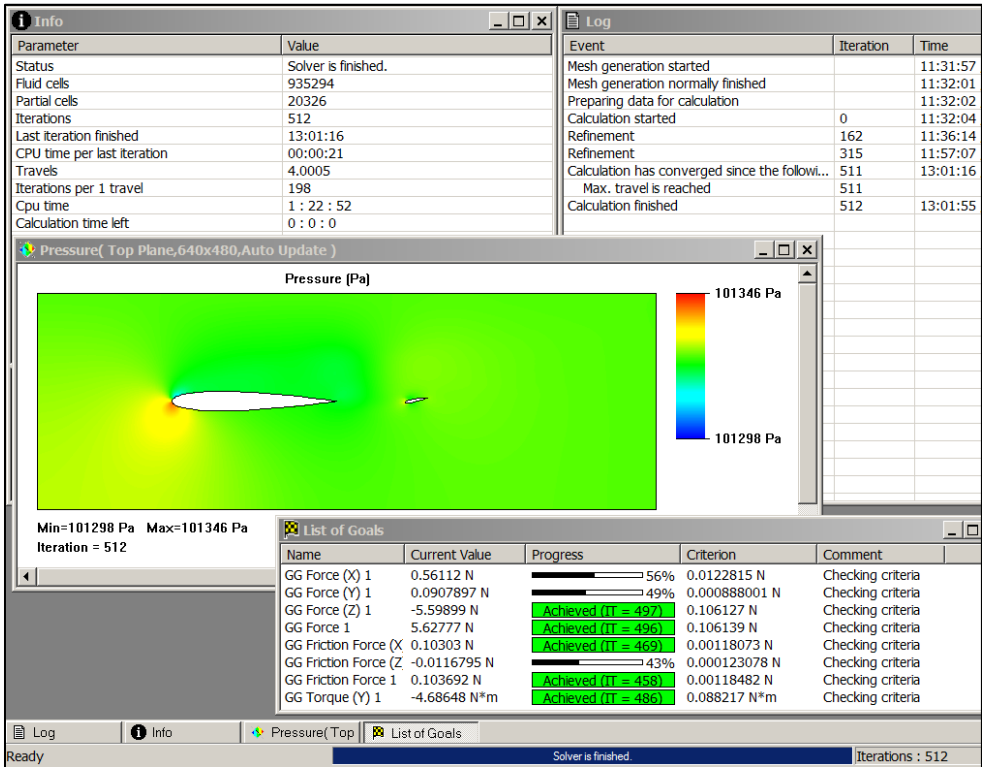 Info
Parameter Value
Status Solver is finished.
Fluid cells 935294
Partial cells 20326
Iterations 512
Last iteration finished 13:01:16
CPU time per last iteration 00:00:21
Travels 4.0005
Iterations per 1 travel 198
Cpu time 1 : 22 : 52
Calculation time left 0 : 0 : 0
Log
Event Iteration Time
Mesh generation started 11:31:57
Mesh generation normally finished 11:32:01
Preparing data for calculation 11:32:02
Calculation started 0 11:32:04
Refinement 162 11:36:14
Refinement 315 11:57:07
Calculation has converged since the followi... 511 13:01:16
Max. travel is reached 511
Calculation finished 512 13:01:55
Pressure( Top Plane,640x480,Auto Update )
Pressure (Pa)
101346 Pa
101298 Pa
Min=101298 Pa Max=101346 Pa
Iteration = 512
List of Goals
Name Current Value Progress Criterion Comment
GG Force (X) 1 0.56112 N 56% 0.0122815 N Checking criteria
GG Force (Y) 1 0.0907897 N 49% 0.000888001 N Checking criteria
GG Force (Z) 1 -5.59899 N Achieved (IT = 497) 0.106127 N Checking criteria
GG Force 1 5.62777 N Achieved (IT = 496) 0.106139 N Checking criteria
GG Friction Force (X 0.10303 N Achieved (IT = 469) 0.00118073 N Checking criteria
GG Friction Force (Z -0.0116795 N 43% 0.000123078 N Checking criteria
GG Friction Force 1 0.103692 N Achieved (IT = 458) 0.00118482 N Checking criteria
GG Torque (Y) 1 -4.68648 N*m Achieved (IT = 486) 0.088217 N*m Checking criteria
Log Info Pressure( Top List of Goals
Ready Solver is finished. Iterations : 512